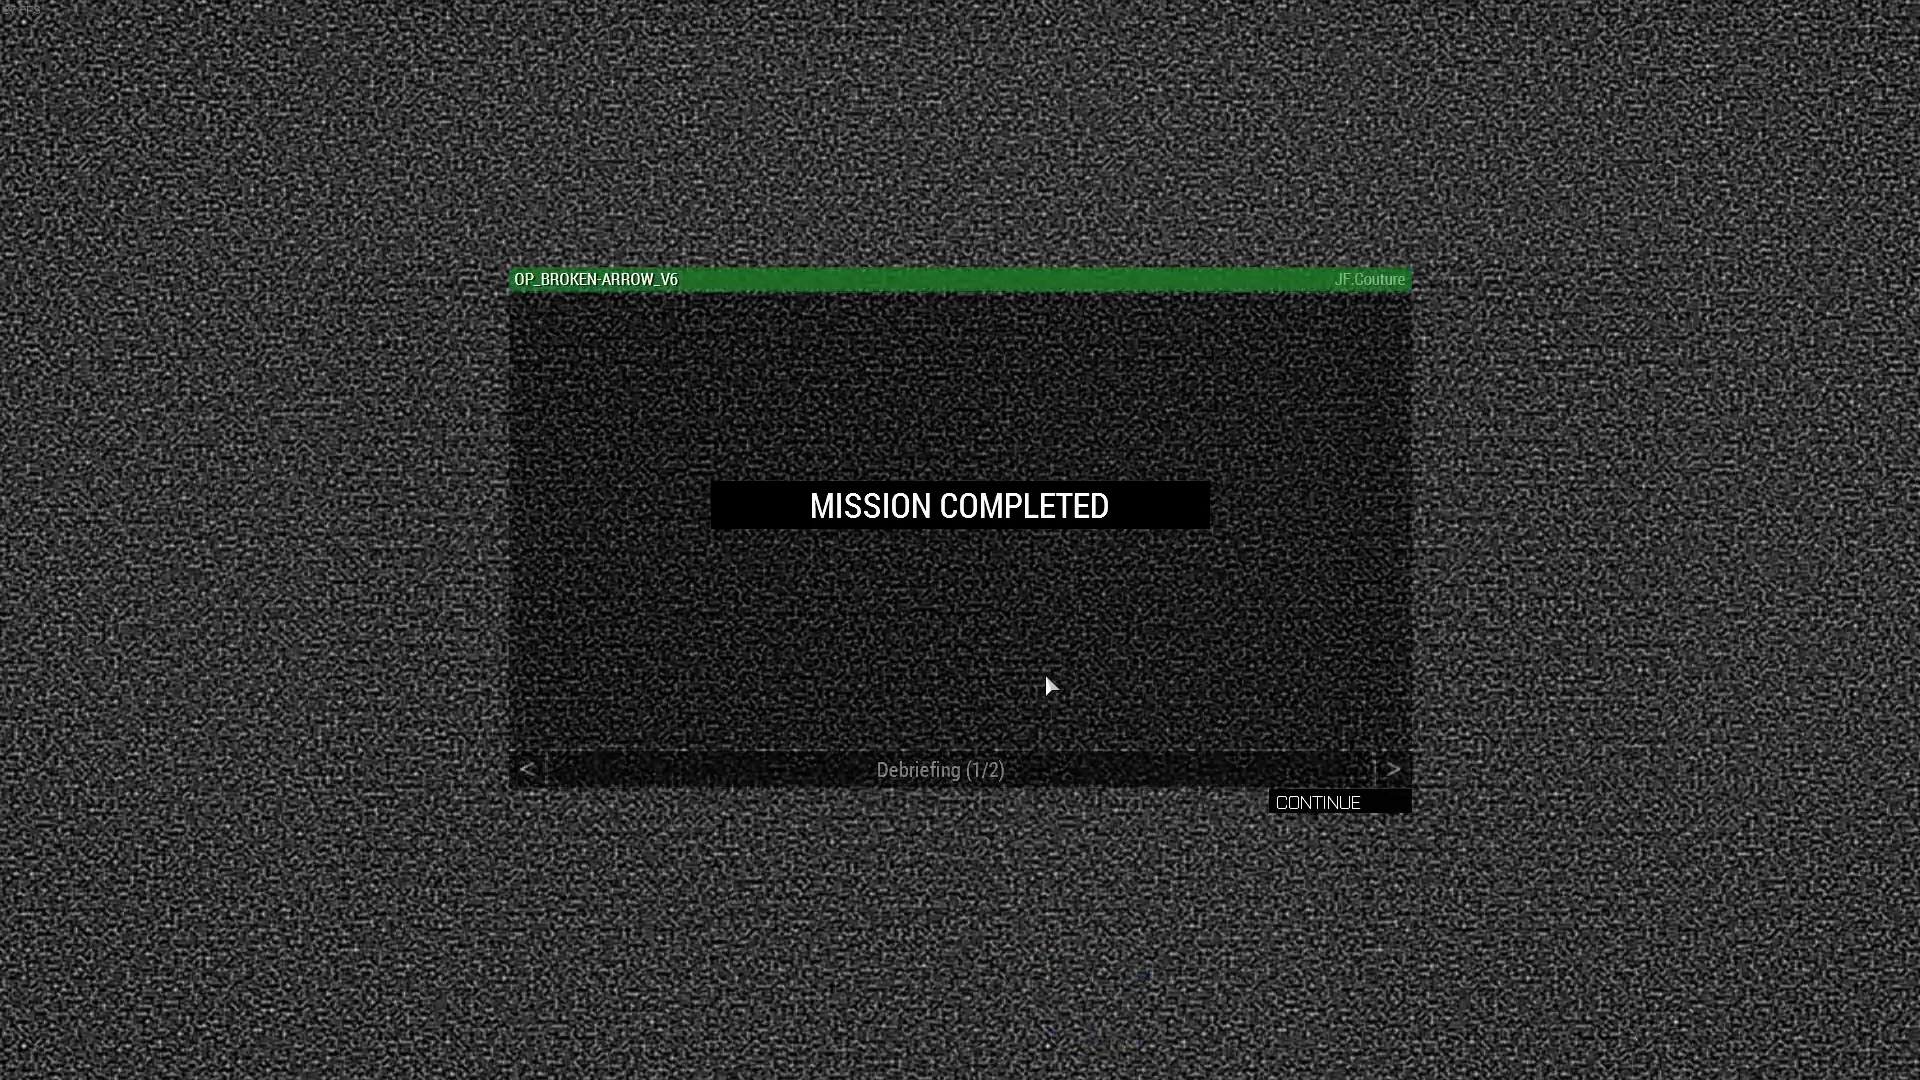 OP_BROKEN-ARROW_V6
JF.Couture
MISSION COMPLETED
< Debriefing (1/2) >
CONTINUE